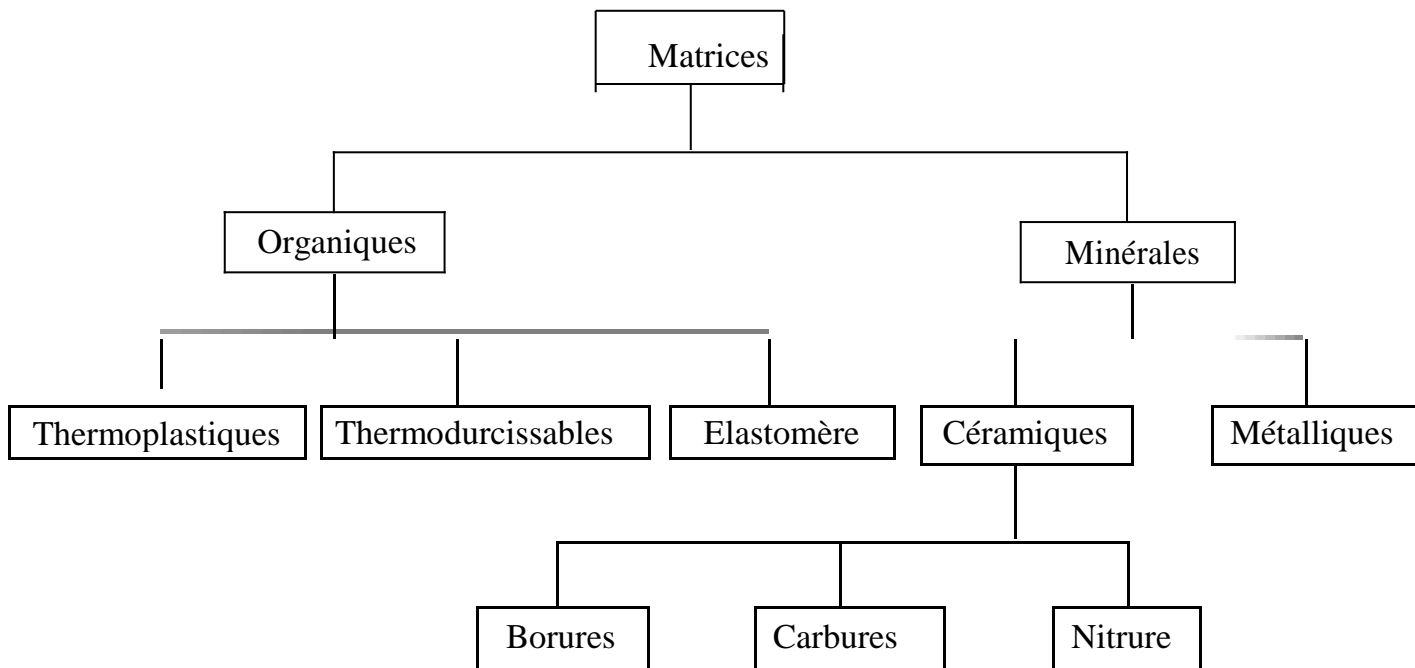 Matrices
Organiques
Minérales
Thermoplastiques
Thermodurcissables
Elastomère
Céramiques
Métalliques
Borures
Carbures
Nitrure